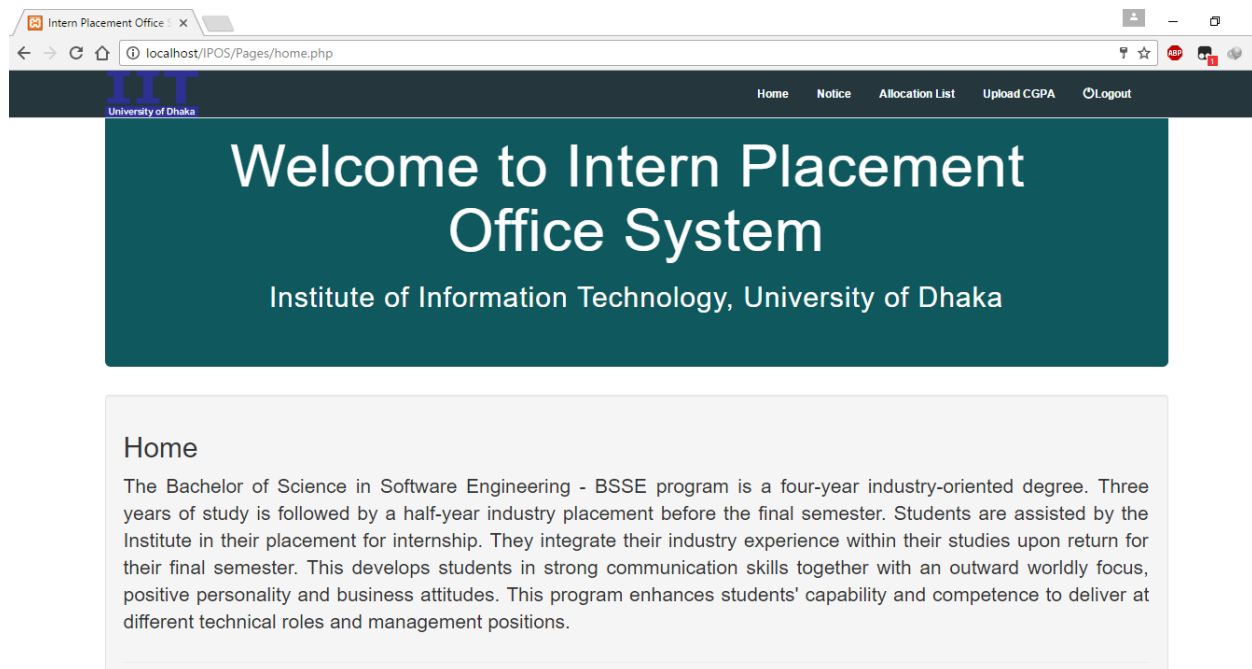 Intern Placement Office S
localhost/IPOS/Pages/home.php
ABP
1
IIT
University of Dhaka
Home Notice Allocation List Upload CGPA Logout
Welcome to Intern Placement
Office System
Institute of Information Technology, University of Dhaka
Home
The Bachelor of Science in Software Engineering - BSSE program is a four-year industry-oriented degree. Three
years of study is followed by a half-year industry placement before the final semester. Students are assisted by the
Institute in their placement for internship. They integrate their industry experience within their studies upon return for
their final semester. This develops students in strong communication skills together with an outward worldly focus,
positive personality and business attitudes. This program enhances students' capability and competence to deliver at
different technical roles and management positions.